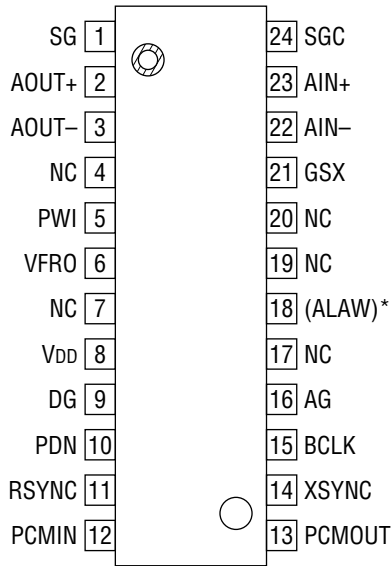 SG 1 24 SGC
AOUT+ 2 23 AIN+
AOUT– 3 22 AIN–
NC 4 21 GSX
PWI 5 20 NC
VFRO 6 19 NC
NC 7 18 (ALAW)*
VDD 8 17 NC
DG 9 16 AG
PDN 10 15 BCLK
RSYNC 11 14 XSYNC
PCMIN 12 13 PCMOUT